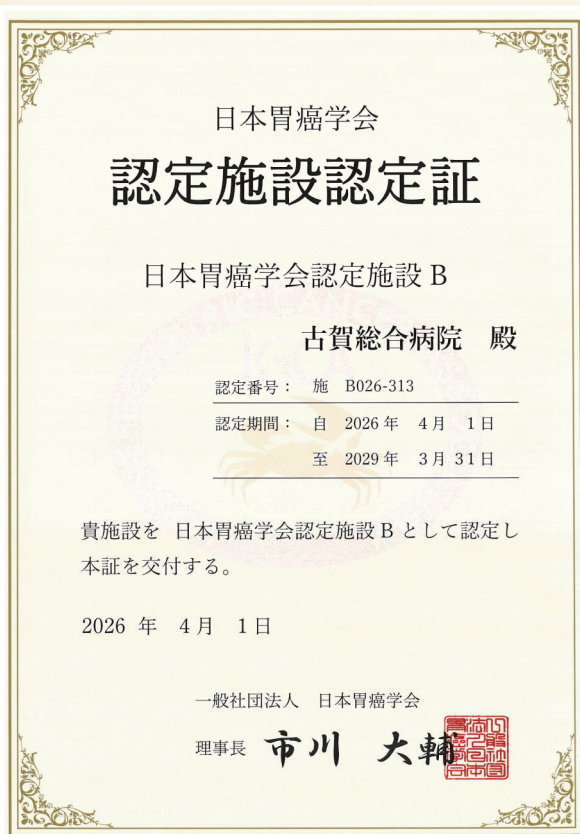 日本胃癌学会
認定施設認定証
日本胃癌学会認定施設 B
古賀総合病院　殿
認定番号： 施 B026-313
認定期間： 自 2026 年 4 月 1 日
至 2029 年 3 月 31 日
貴施設を 日本胃癌学会認定施設 B として認定し
本証を交付する。
2026 年 4 月 1 日
一般社団法人　日本胃癌学会
理事長 市川 大輔